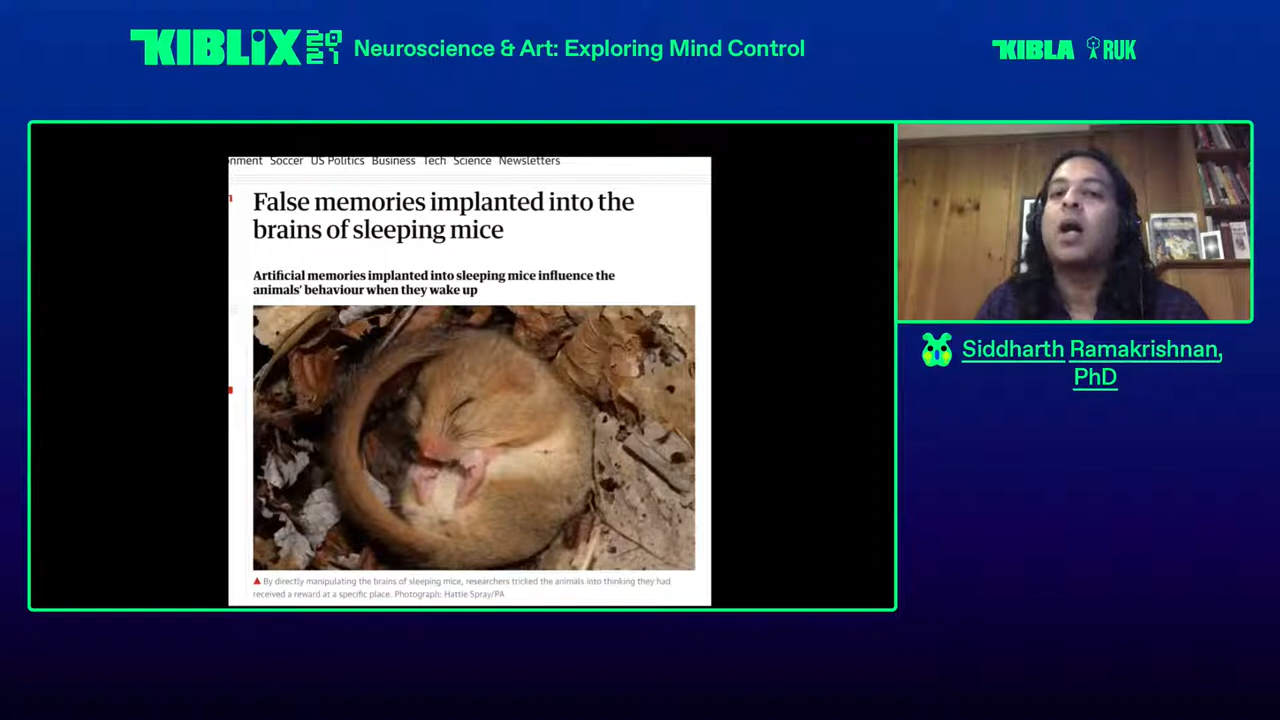 KIBLIX 2021 Neuroscience & Art: Exploring Mind Control
KIBLA RUK
nment Soccer US Politics Business Tech Science Newsletters
False memories implanted into the
brains of sleeping mice
Artificial memories implanted into sleeping mice influence the
animals' behaviour when they wake up
By directly manipulating the brains of sleeping mice, researchers tricked the animals into thinking they had
received a reward at a specific place. Photograph: Hattie Spray/PA
Siddharth Ramakrishnan,
PhD